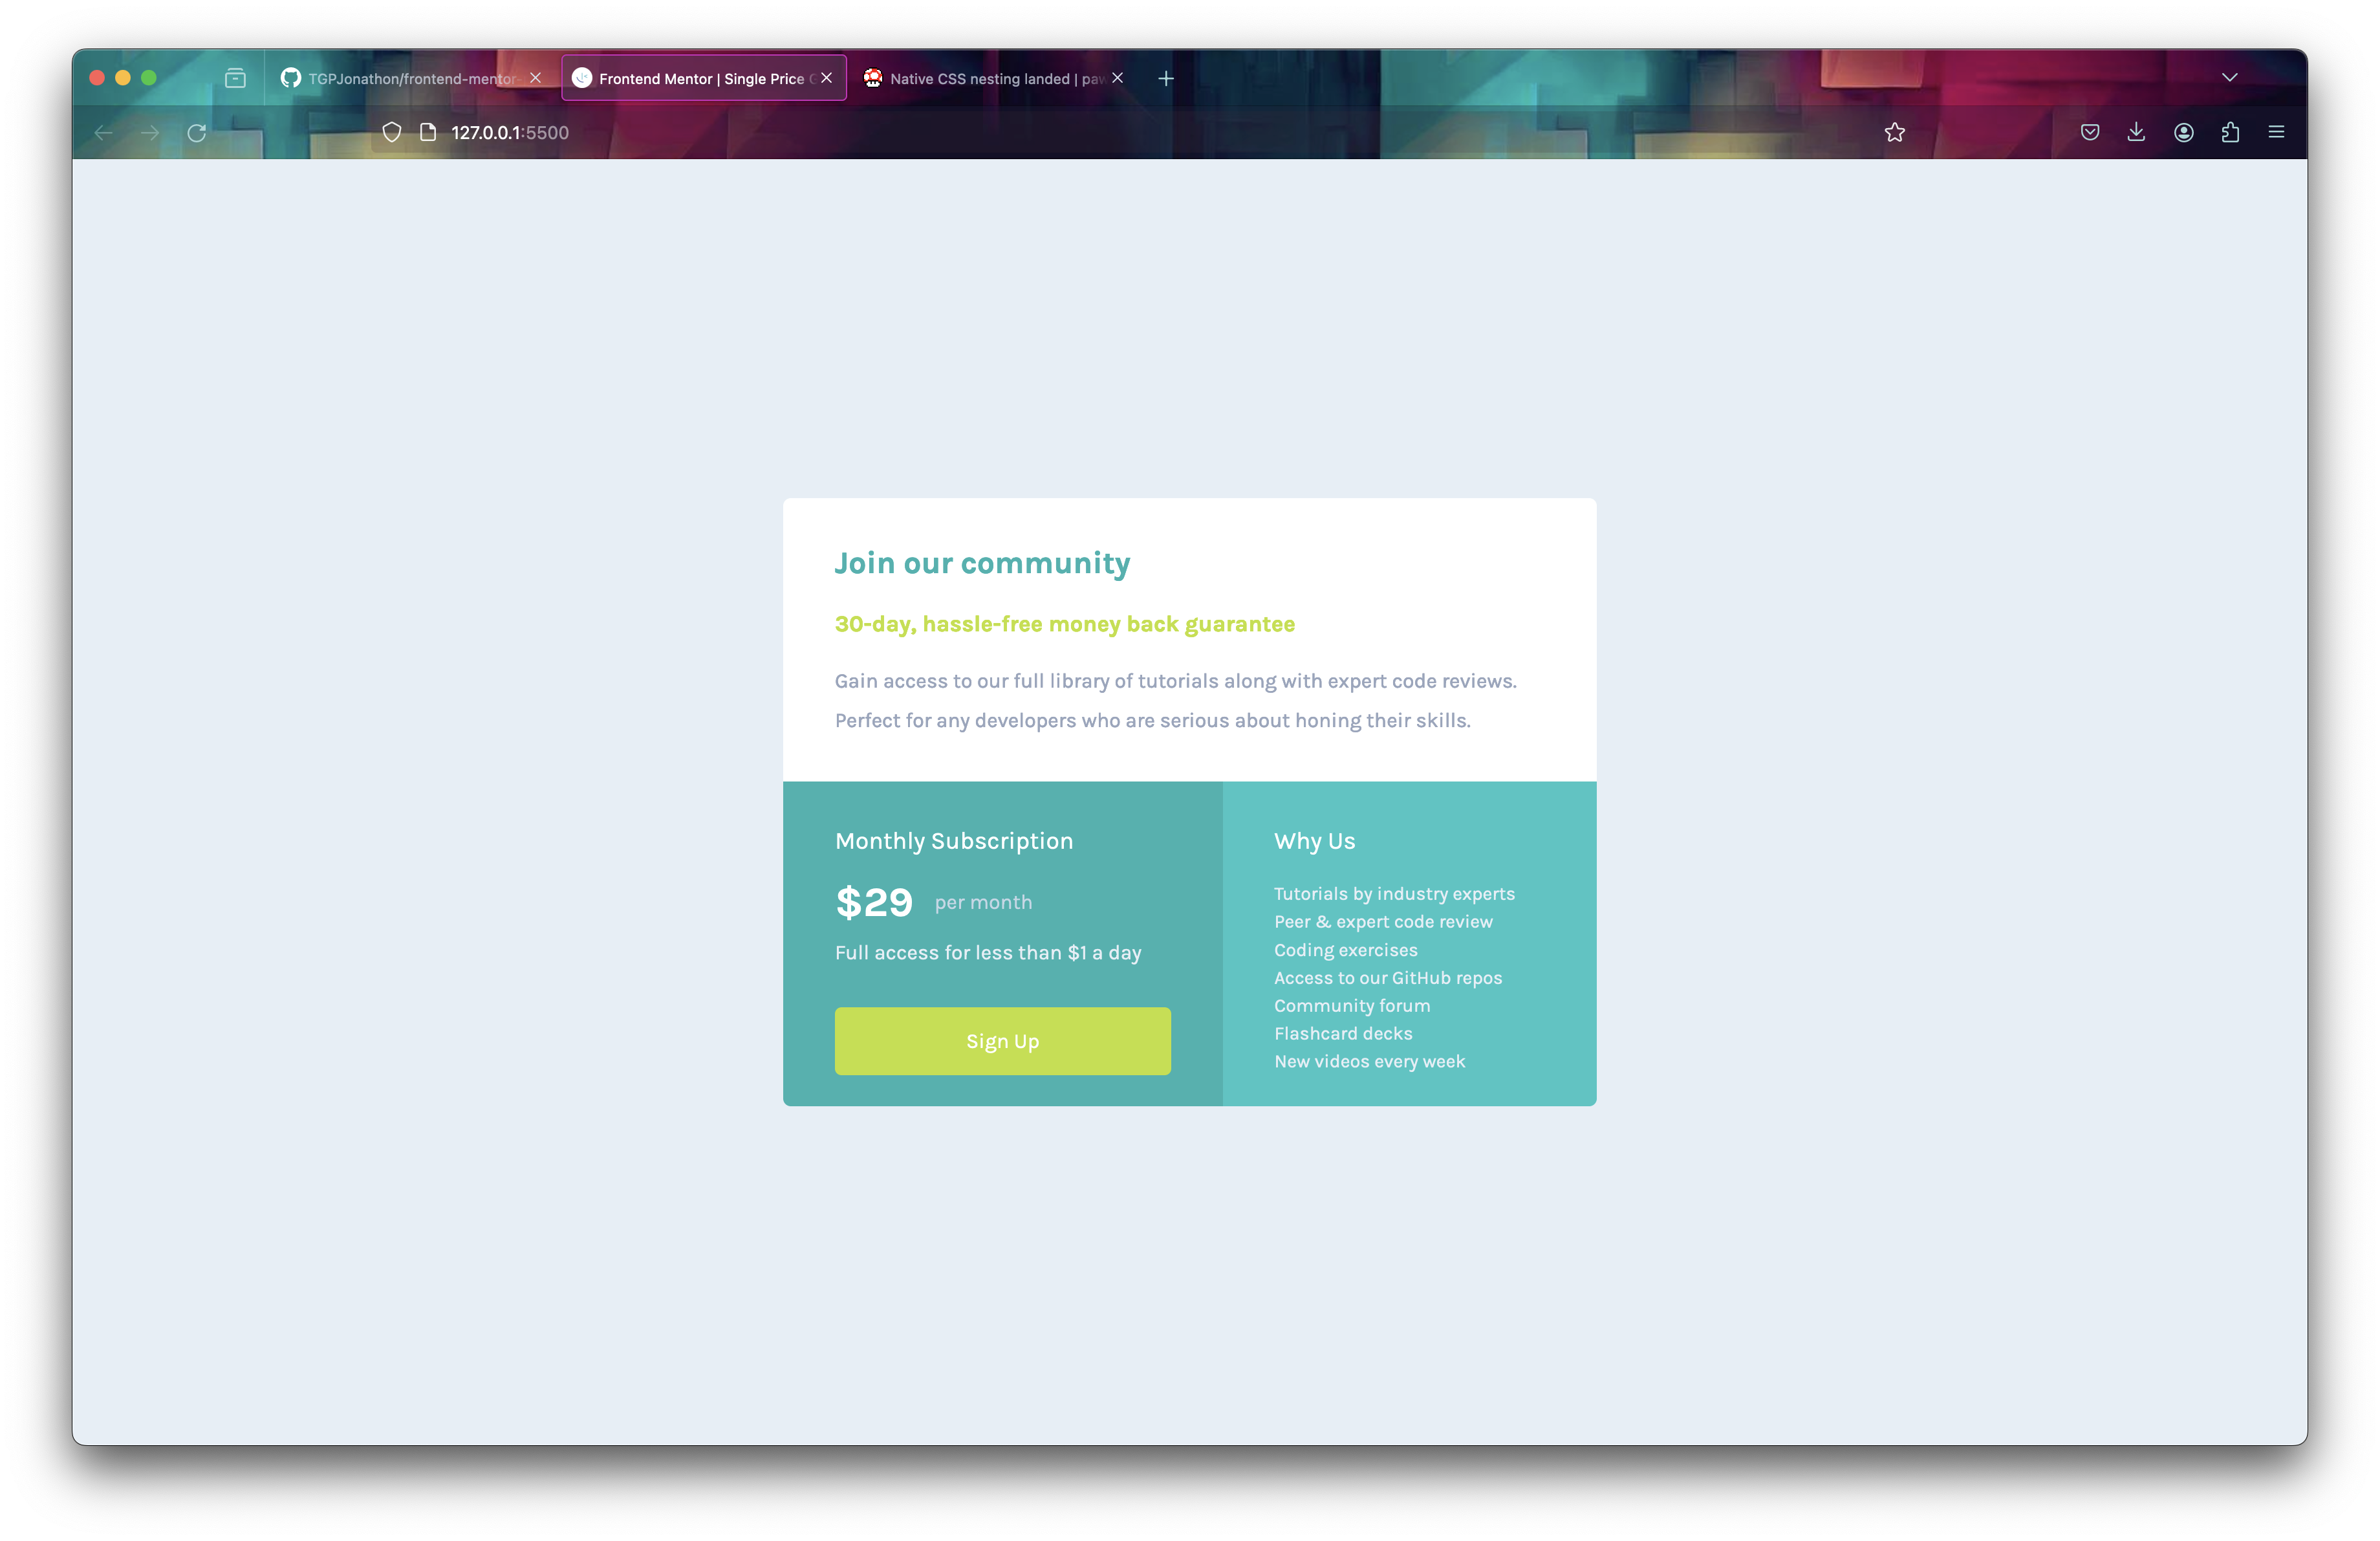 TGPJonathon/frontend-mentor-
Frontend Mentor | Single Price
Native CSS nesting landed |
127.0.0.1:5500
Join our community
30-day, hassle-free money back guarantee
Gain access to our full library of tutorials along with expert code reviews.
Perfect for any developers who are serious about honing their skills.
Monthly Subscription
$29 per month
Full access for less than $1 a day
Sign Up
Why Us
Tutorials by industry experts
Peer & expert code review
Coding exercises
Access to our GitHub repos
Community forum
Flashcard decks
New videos every week